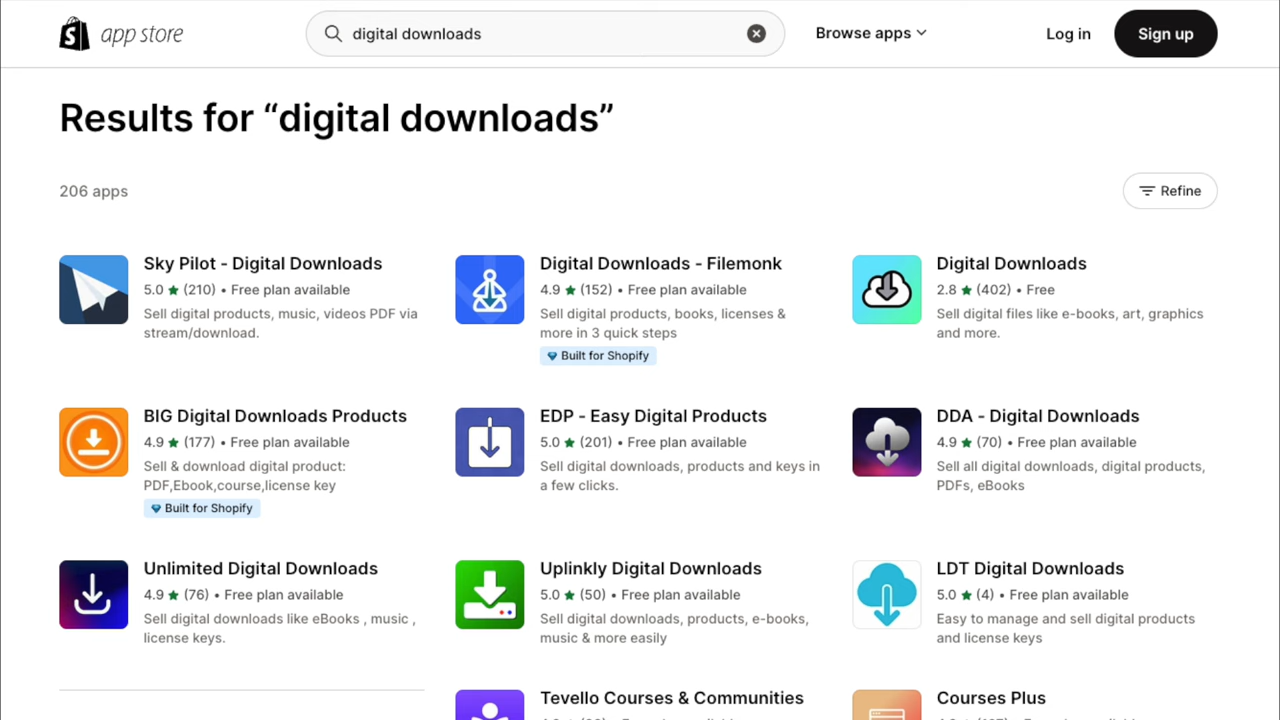 app store
digital downloads
Browse apps
Log in
Sign up
Results for “digital downloads”
206 apps
Refine
Sky Pilot - Digital Downloads
5.0 ★ (210) • Free plan available
Sell digital products, music, videos PDF via
stream/download.
Digital Downloads - Filemonk
4.9 ★ (152) • Free plan available
Sell digital products, books, licenses &
more in 3 quick steps
Built for Shopify
Digital Downloads
2.8 ★ (402) • Free
Sell digital files like e-books, art, graphics
and more.
BIG Digital Downloads Products
4.9 ★ (177) • Free plan available
Sell & download digital product:
PDF,Ebook,course,license key
Built for Shopify
EDP - Easy Digital Products
5.0 ★ (201) • Free plan available
Sell digital downloads, products and keys in
a few clicks.
DDA - Digital Downloads
4.9 ★ (70) • Free plan available
Sell all digital downloads, digital products,
PDFs, eBooks
Unlimited Digital Downloads
4.9 ★ (76) • Free plan available
Sell digital downloads like eBooks , music ,
license keys.
Uplinkly Digital Downloads
5.0 ★ (50) • Free plan available
Sell digital downloads, products, e-books,
music & more easily
LDT Digital Downloads
5.0 ★ (4) • Free plan available
Easy to manage and sell digital products
and license keys
Tevello Courses & Communities
Courses Plus